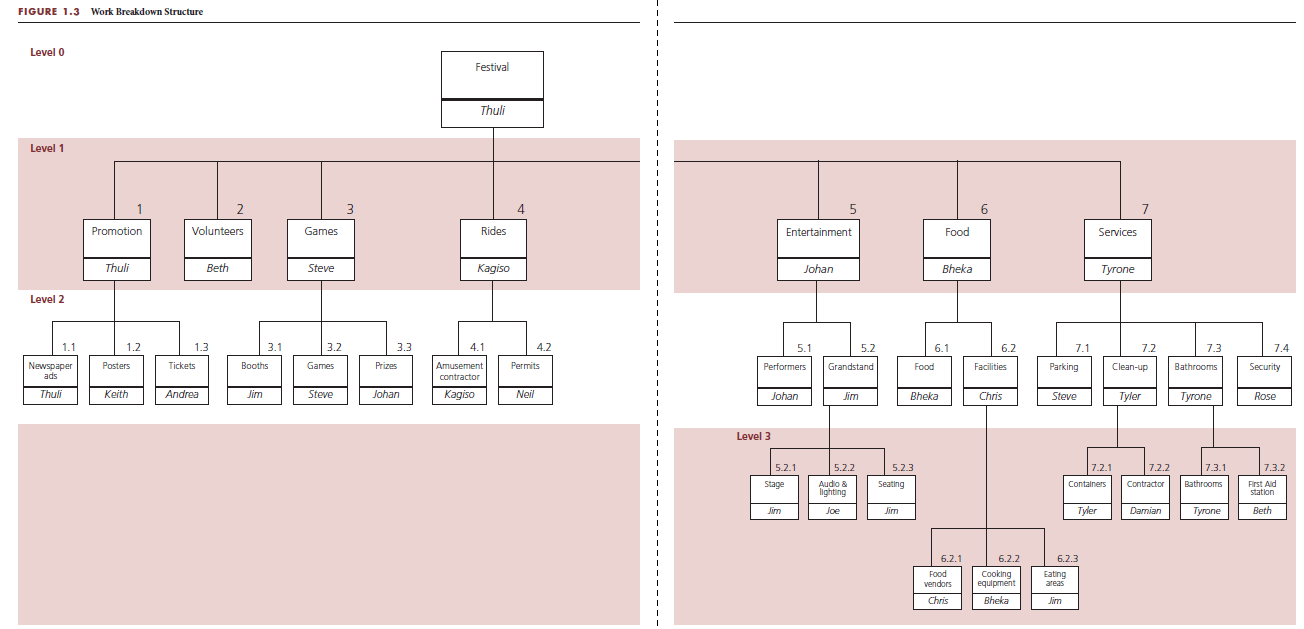 FIGURE 1.3 Work Breakdown Structure
Level 0
Festival
Thuli
Level 1
1
2
3
4
5
6
7
Promotion
Volunteers
Games
Rides
Entertainment
Food
Services
Thuli
Beth
Steve
Kagiso
Johan
Bheka
Tyrone
Level 2
1.1
1.2
1.3
3.1
3.2
3.3
4.1
4.2
5.1
5.2
6.1
6.2
7.1
7.2
7.3
7.4
Newspaper
ads
Posters
Tickets
Booths
Games
Prizes
Amusement
contractor
Permits
Performers
Grandstand
Food
Facilities
Parking
Clean-up
Bathrooms
Security
Thuli
Keith
Andrea
Jim
Steve
Johan
Kagiso
Neil
Johan
Jim
Bheka
Chris
Steve
Tyler
Tyrone
Rose
Level 3
5.2.1
5.2.2
5.2.3
7.2.1
7.2.2
7.3.1
7.3.2
Stage
Audio &
lighting
Seating
Containers
Contractor
Bathrooms
First Aid
station
Jim
Joe
Jim
Tyler
Damian
Tyrone
Beth
6.2.1
6.2.2
6.2.3
Food
vendors
Cooking
equipment
Eating
areas
Chris
Bheka
Jim